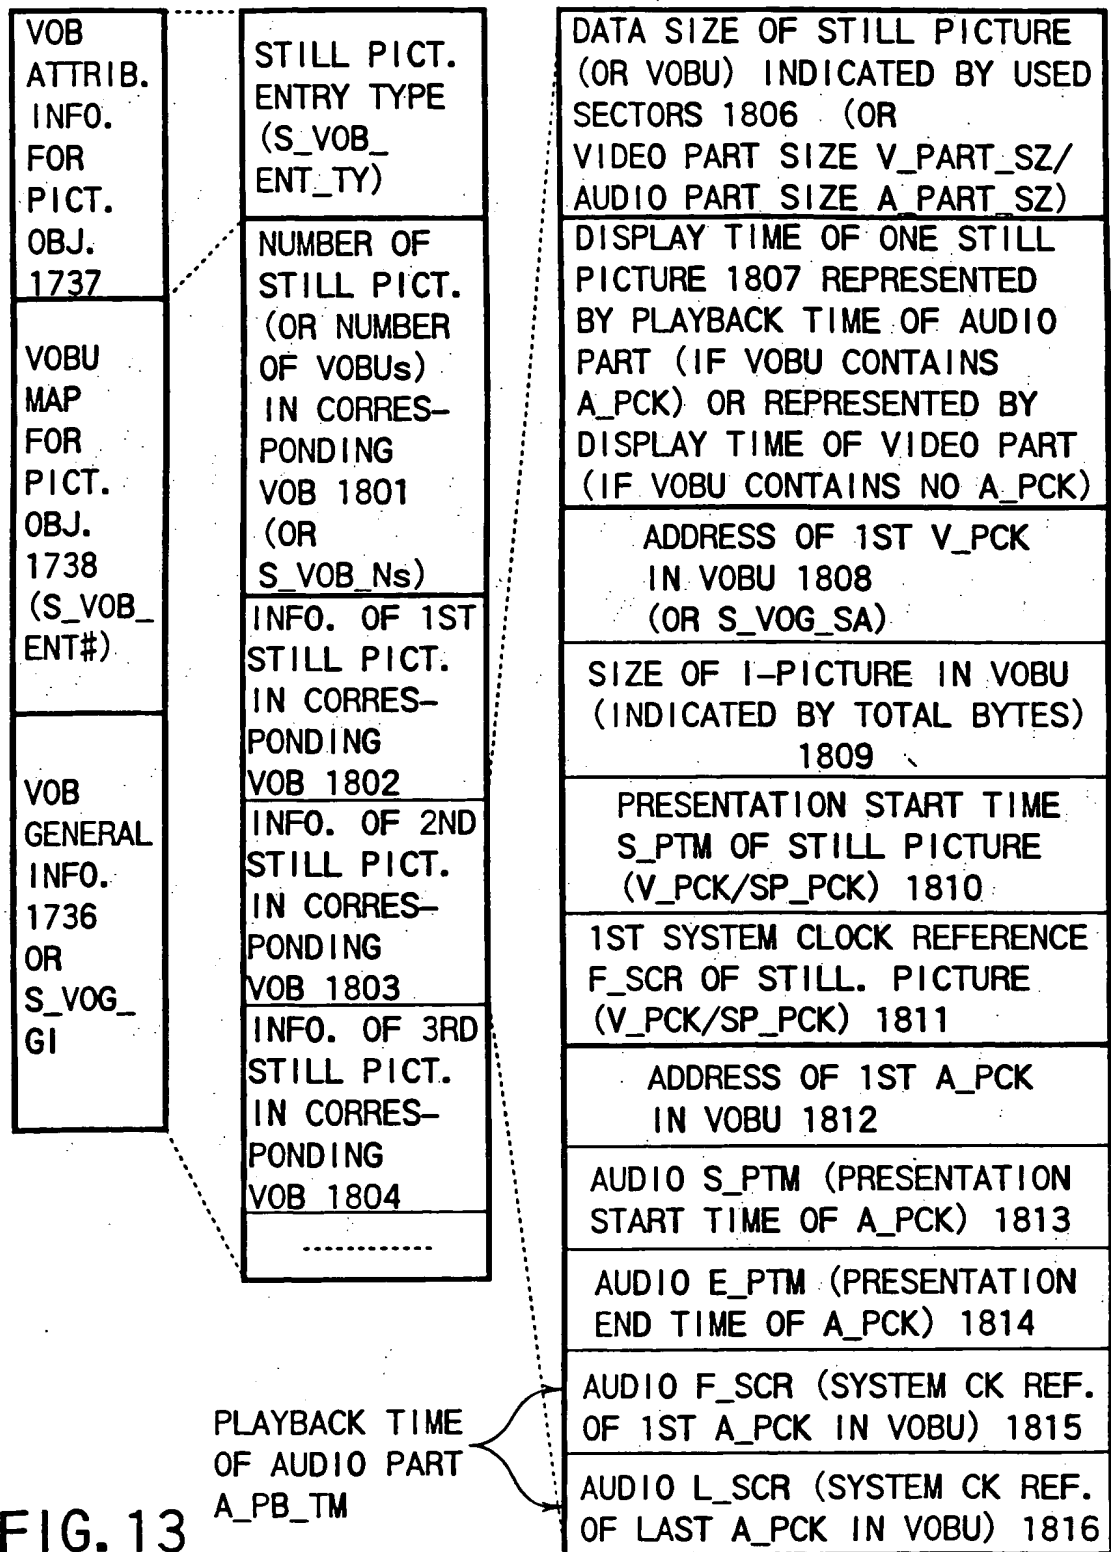 VOB
ATTRIB.
INFO.
FOR
PICT.
OBJ.
1737
VOBU
MAP
FOR
PICT.
OBJ.
1738
(S_VOB_
ENT#)
VOB
GENERAL
INFO.
1736
OR
S_VOG_
GI
STILL PICT.
ENTRY TYPE
(S_VOB_
ENT_TY)
NUMBER OF
STILL PICT.
(OR NUMBER
OF VOBUs)
IN CORRES-
PONDING
VOB 1801
(OR
S_VOB_Ns)
INFO. OF 1ST
STILL PICT.
IN CORRES-
PONDING
VOB 1802
INFO. OF 2ND
STILL PICT.
IN CORRES-
PONDING
VOB 1803
INFO. OF 3RD
STILL PICT.
IN CORRES-
PONDING
VOB 1804
DATA SIZE OF STILL PICTURE
(OR VOBU) INDICATED BY USED
SECTORS 1806 (OR
VIDEO PART SIZE V_PART_SZ/
AUDIO PART SIZE A_PART_SZ)
DISPLAY TIME OF ONE STILL
PICTURE 1807 REPRESENTED
BY PLAYBACK TIME OF AUDIO
PART (IF VOBU CONTAINS
A_PCK) OR REPRESENTED BY
DISPLAY TIME OF VIDEO PART
(IF VOBU CONTAINS NO A_PCK)
ADDRESS OF 1ST V_PCK
IN VOBU 1808
(OR S_VOG_SA)
SIZE OF I-PICTURE IN VOBU
(INDICATED BY TOTAL BYTES)
1809
PRESENTATION START TIME
S_PTM OF STILL PICTURE
(V_PCK/SP_PCK) 1810
1ST SYSTEM CLOCK REFERENCE
F_SCR OF STILL. PICTURE
(V_PCK/SP_PCK) 1811
ADDRESS OF 1ST A_PCK
IN VOBU 1812
AUDIO S_PTM (PRESENTATION
START TIME OF A_PCK) 1813
AUDIO E_PTM (PRESENTATION
END TIME OF A_PCK) 1814
AUDIO F_SCR (SYSTEM CK REF.
OF 1ST A_PCK IN VOBU) 1815
AUDIO L_SCR (SYSTEM CK REF.
OF LAST A_PCK IN VOBU) 1816
PLAYBACK TIME
OF AUDIO PART
A_PB_TM
FIG. 13